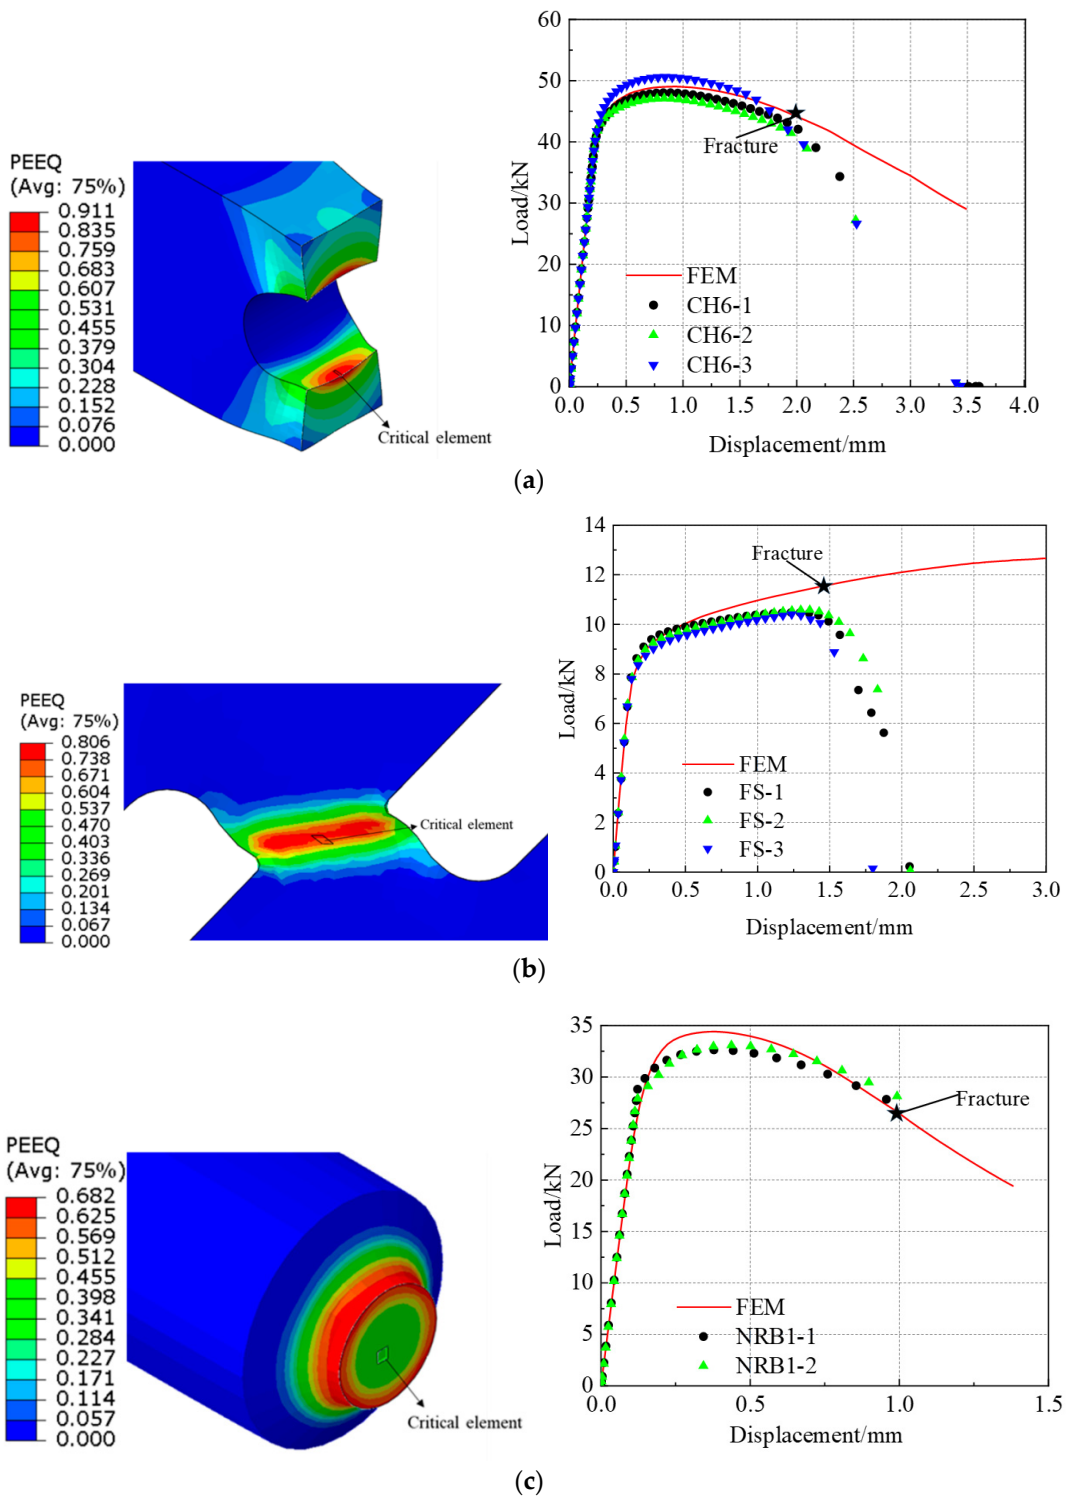 PEEQ
(Avg: 75%)
0.911
0.835
0.759
0.683
0.607
0.531
0.455
0.379
0.304
0.228
0.152
0.076
0.000
Critical element
60
50
40
30
20
10
0
Load/kN
Fracture
FEM
CH6-1
CH6-2
CH6-3
0.0 0.5 1.0 1.5 2.0 2.5 3.0 3.5 4.0
Displacement/mm
(a)
PEEQ
(Avg: 75%)
0.806
0.738
0.671
0.604
0.537
0.470
0.403
0.336
0.269
0.201
0.134
0.067
0.000
Critical element
14
12
10
8
6
4
2
0
Load/kN
Fracture
FEM
FS-1
FS-2
FS-3
0.0 0.5 1.0 1.5 2.0 2.5 3.0
Displacement/mm
(b)
PEEQ
(Avg: 75%)
0.682
0.625
0.569
0.512
0.455
0.398
0.341
0.284
0.227
0.171
0.114
0.057
0.000
Critical element
35
30
25
20
15
10
5
0
Load/kN
Fracture
FEM
NRB1-1
NRB1-2
0.0 0.5 1.0 1.5
Displacement/mm
(c)